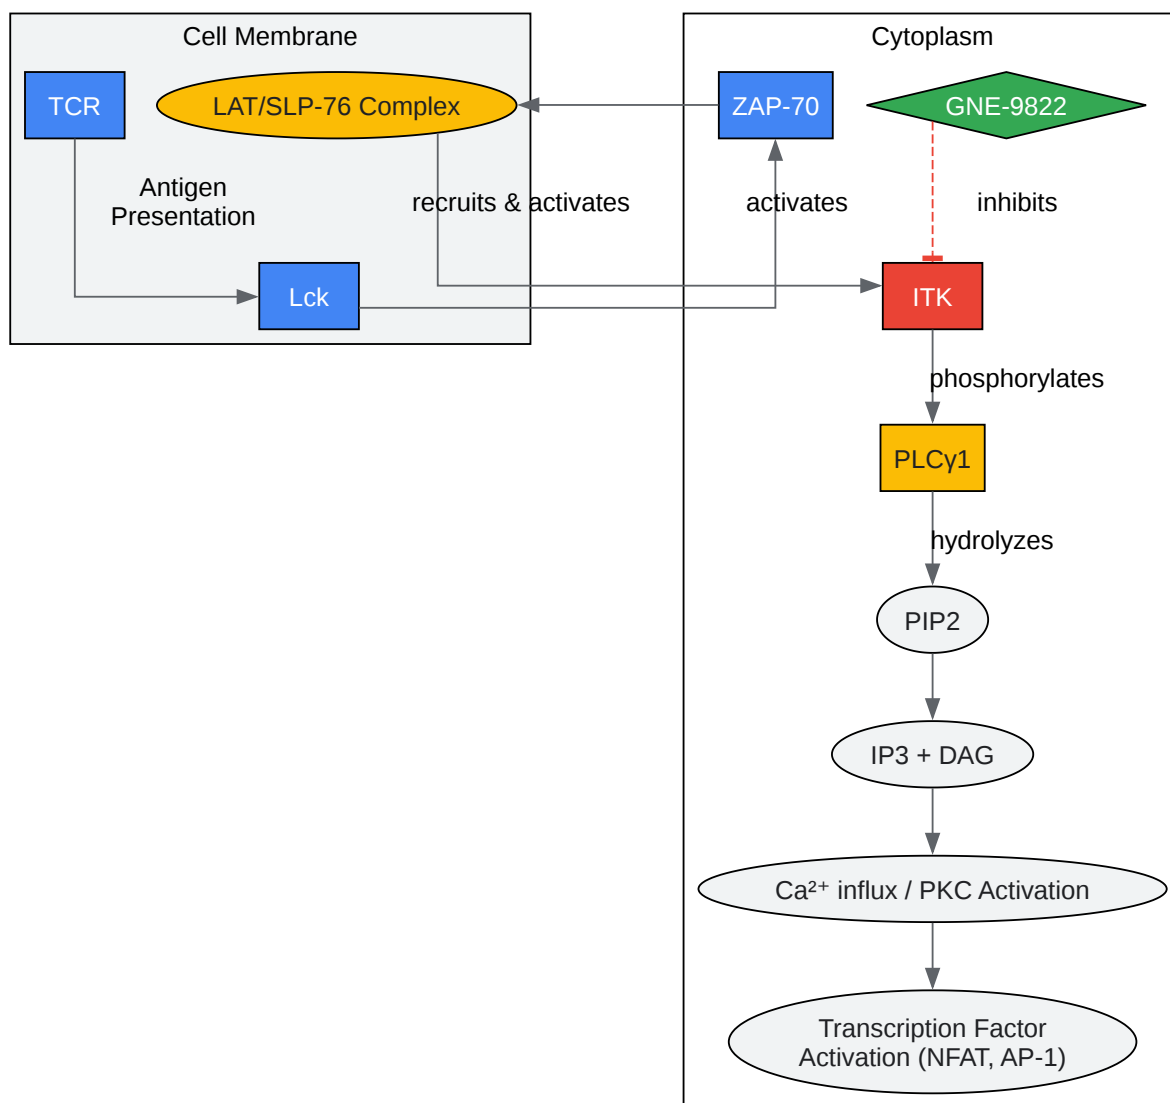 Cell Membrane
TCR
LAT/SLP-76 Complex
Antigen
Presentation
recruits & activates
Lck
Cytoplasm
ZAP-70
GNE-9822
activates
inhibits
ITK
phosphorylates
PLCγ1
hydrolyzes
PIP2
IP3 + DAG
Ca²⁺ influx / PKC Activation
Transcription Factor
Activation (NFAT, AP-1)